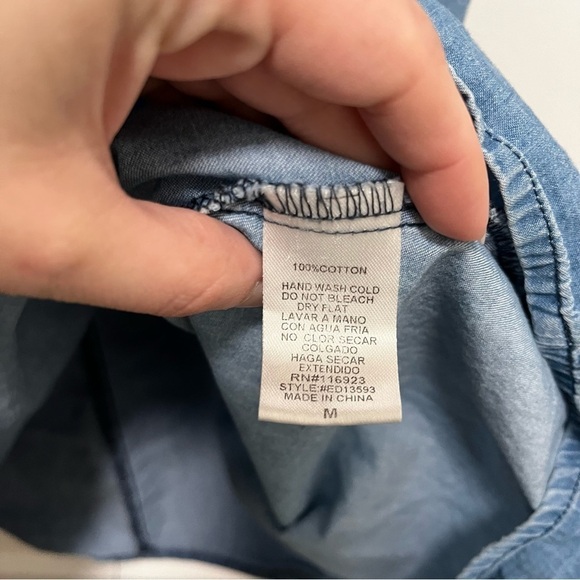 100%COTTON
HAND WASH COLD
DO NOT BLEACH
DRY FLAT
LAVAR A MANO
CON AGUA FRIA
NO CLOR SECAR
COLGADO
HAGA SECAR
EXTENDIDO
RN#116923
STYLE:#ED13593
MADE IN CHINA
M